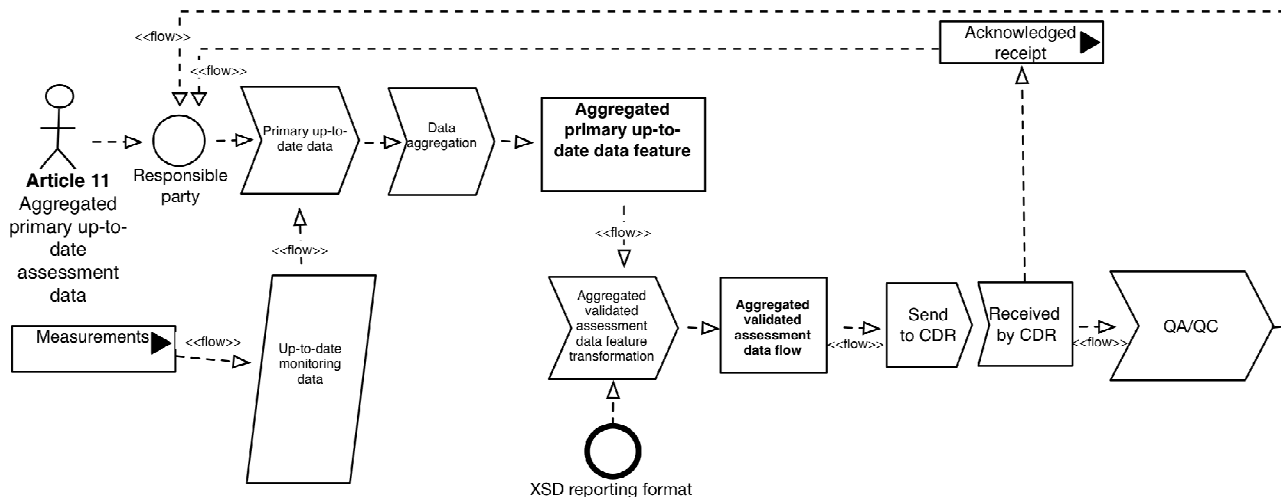 <<flow>>
Acknowledged
receipt
<<flow>>
Primary up-to-
date data
Data
aggregation
Aggregated
primary up-to-
date data feature
Responsible
party
Article 11
Aggregated
primary up-to-
date
assessment
data
<<flow>>
<<flow>>
Measurements
<<flow>>
Up-to-date
monitoring
data
Aggregated
validated
assessment
data feature
transformation
Aggregated
validated
assessment
data flow
<<flow>>
Send
to CDR
Received
by CDR
<<flow>>
QA/QC
XSD reporting format